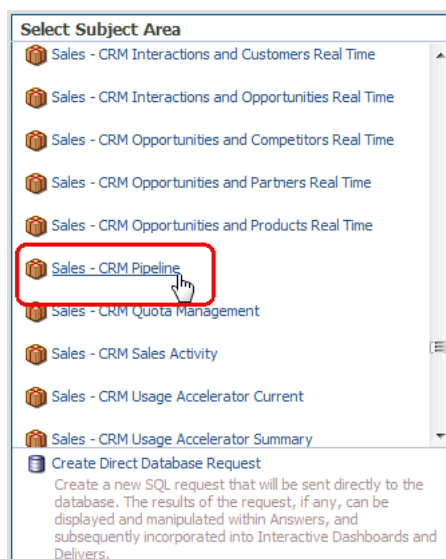 Select Subject Area
Sales - CRM Interactions and Customers Real Time
Sales - CRM Interactions and Opportunities Real Time
Sales - CRM Opportunities and Competitors Real Time
Sales - CRM Opportunities and Partners Real Time
Sales - CRM Opportunities and Products Real Time
Sales - CRM Pipeline
Sales - CRM Quota Management
Sales - CRM Sales Activity
Sales - CRM Usage Accelerator Current
Sales - CRM Usage Accelerator Summary
Create Direct Database Request
Create a new SQL request that will be sent directly to the
database. The results of the request, if any, can be
displayed and manipulated within Answers, and
subsequently incorporated into Interactive Dashboards and
Delivers.